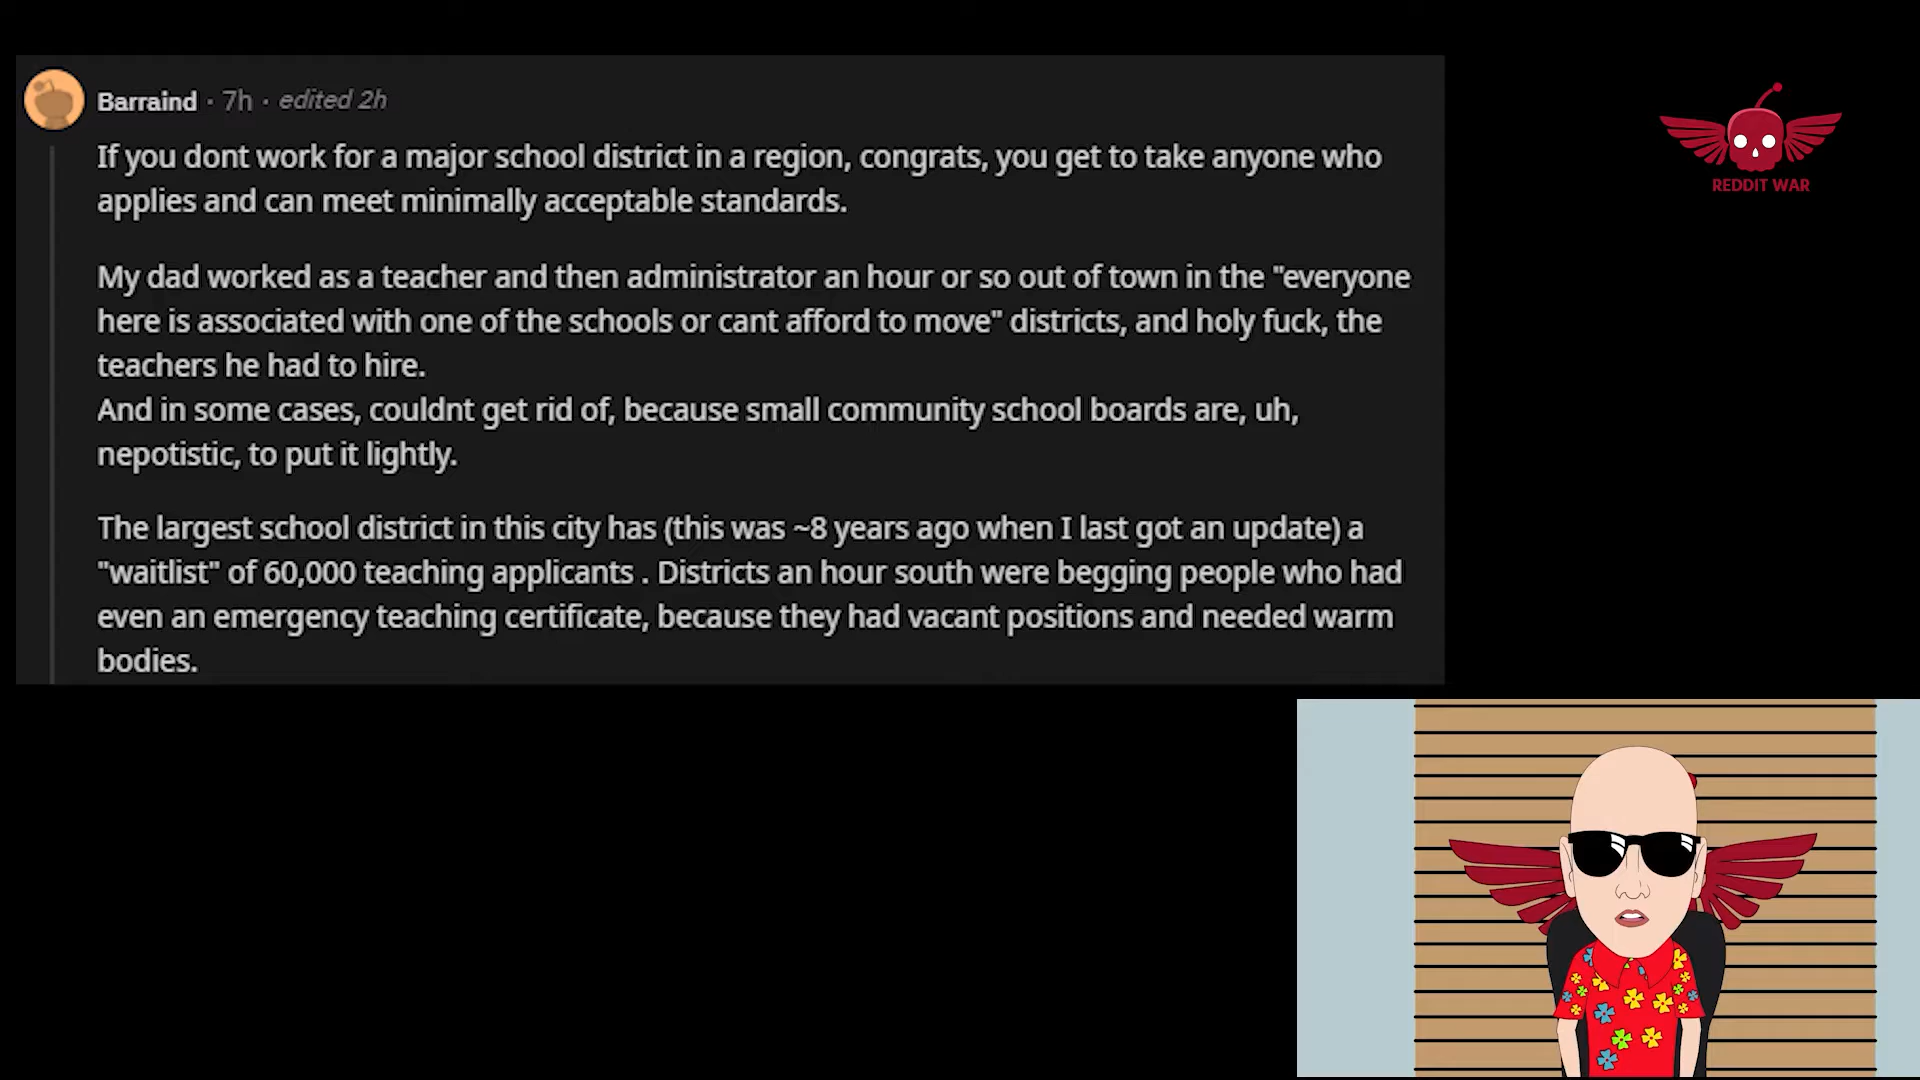 Barraind · 7h · edited 2h
If you dont work for a major school district in a region, congrats, you get to take anyone who
applies and can meet minimally acceptable standards.
My dad worked as a teacher and then administrator an hour or so out of town in the "everyone
here is associated with one of the schools or cant afford to move" districts, and holy fuck, the
teachers he had to hire.
And in some cases, couldnt get rid of, because small community school boards are, uh,
nepotistic, to put it lightly.
The largest school district in this city has (this was ~8 years ago when I last got an update) a
"waitlist" of 60,000 teaching applicants . Districts an hour south were begging people who had
even an emergency teaching certificate, because they had vacant positions and needed warm
bodies.
REDDIT WAR